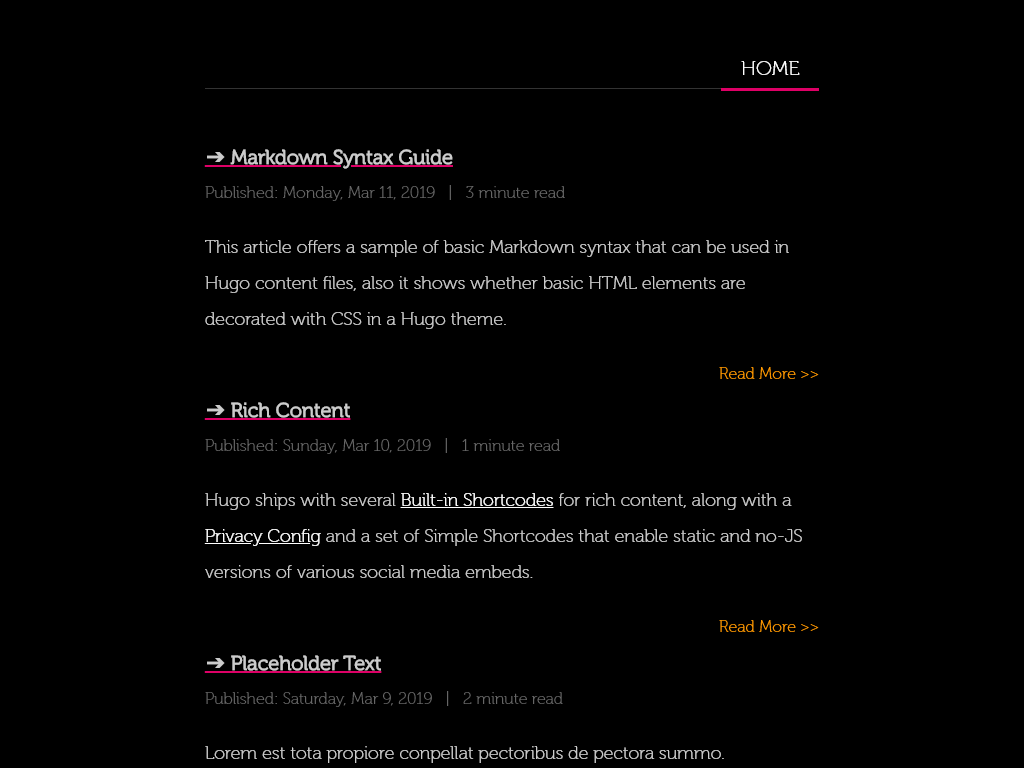 HOME
➔ Markdown Syntax Guide
Published: Monday, Mar 11, 2019 | 3 minute read
This article offers a sample of basic Markdown syntax that can be used in
Hugo content files, also it shows whether basic HTML elements are
decorated with CSS in a Hugo theme.
Read More >>
➔ Rich Content
Published: Sunday, Mar 10, 2019 | 1 minute read
Hugo ships with several Built-in Shortcodes for rich content, along with a
Privacy Config and a set of Simple Shortcodes that enable static and no-JS
versions of various social media embeds.
Read More >>
➔ Placeholder Text
Published: Saturday, Mar 9, 2019 | 2 minute read
Lorem est tota propiore conpellat pectoribus de pectora summo.